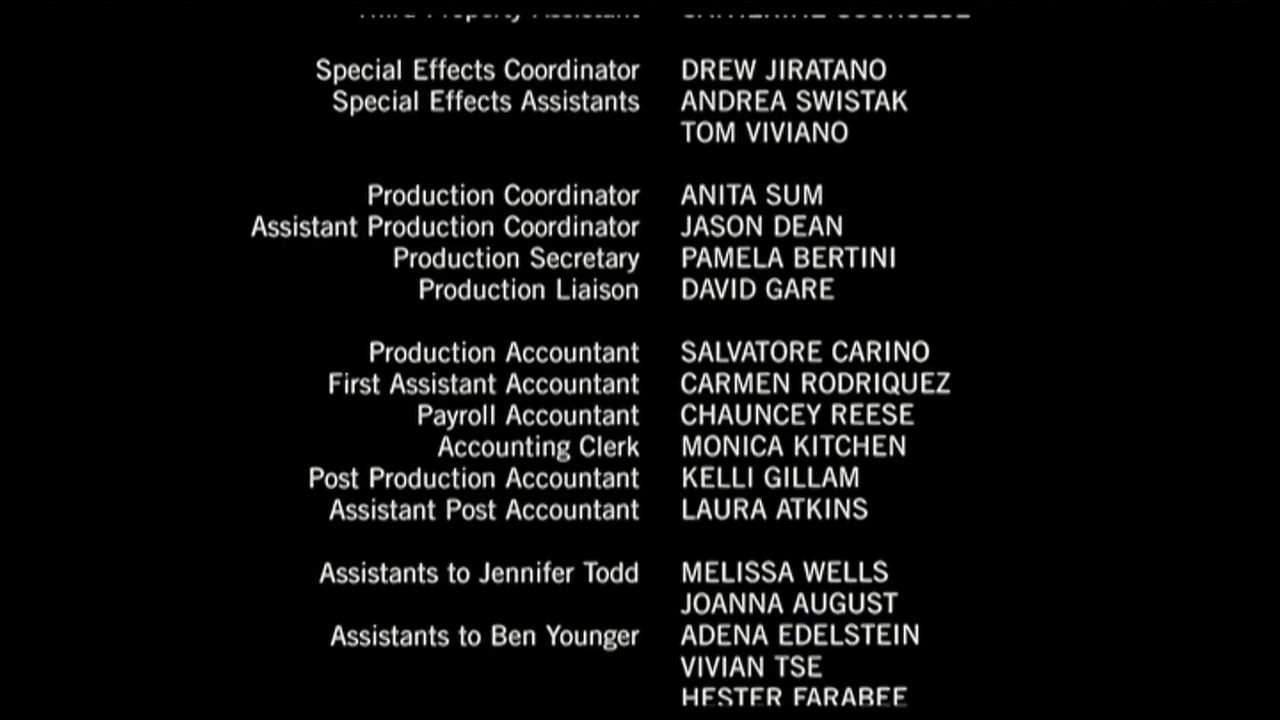 Third Property Assistant
Special Effects Coordinator DREW JIRATANO
Special Effects Assistants ANDREA SWISTAK
TOM VIVIANO
Production Coordinator ANITA SUM
Assistant Production Coordinator JASON DEAN
Production Secretary PAMELA BERTINI
Production Liaison DAVID GARE
Production Accountant SALVATORE CARINO
First Assistant Accountant CARMEN RODRIQUEZ
Payroll Accountant CHAUNCEY REESE
Accounting Clerk MONICA KITCHEN
Post Production Accountant KELLI GILLAM
Assistant Post Accountant LAURA ATKINS
Assistants to Jennifer Todd MELISSA WELLS
JOANNA AUGUST
Assistants to Ben Younger ADENA EDELSTEIN
VIVIAN TSE
HESTER FARABEE